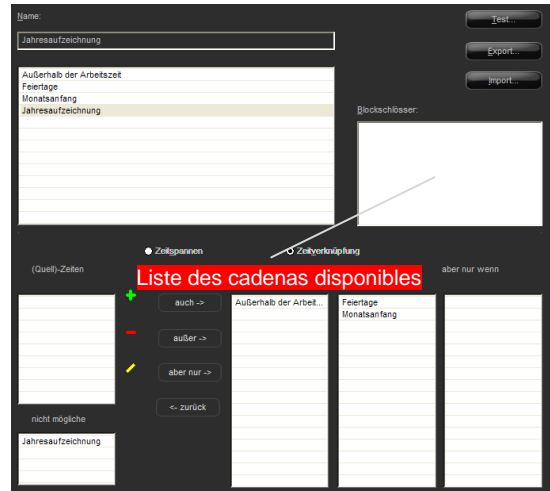 Name:
Test...
Jahresaufzeichnung
Export...
Import...
Außerhalb der Arbeitszeit
Feiertage
Monatsanfang
Jahresaufzeichnung
Blockschlösser:
Zeitspannen
Zeitverknüpfung
(Quell)-Zeiten
aber nur wenn
Liste des cadenas disponibles
auch ->
Außerhalb der Arbeit...
Feiertage
Monatsanfang
außer ->
aber nur ->
<- zurück
nicht mögliche
Jahresaufzeichnung